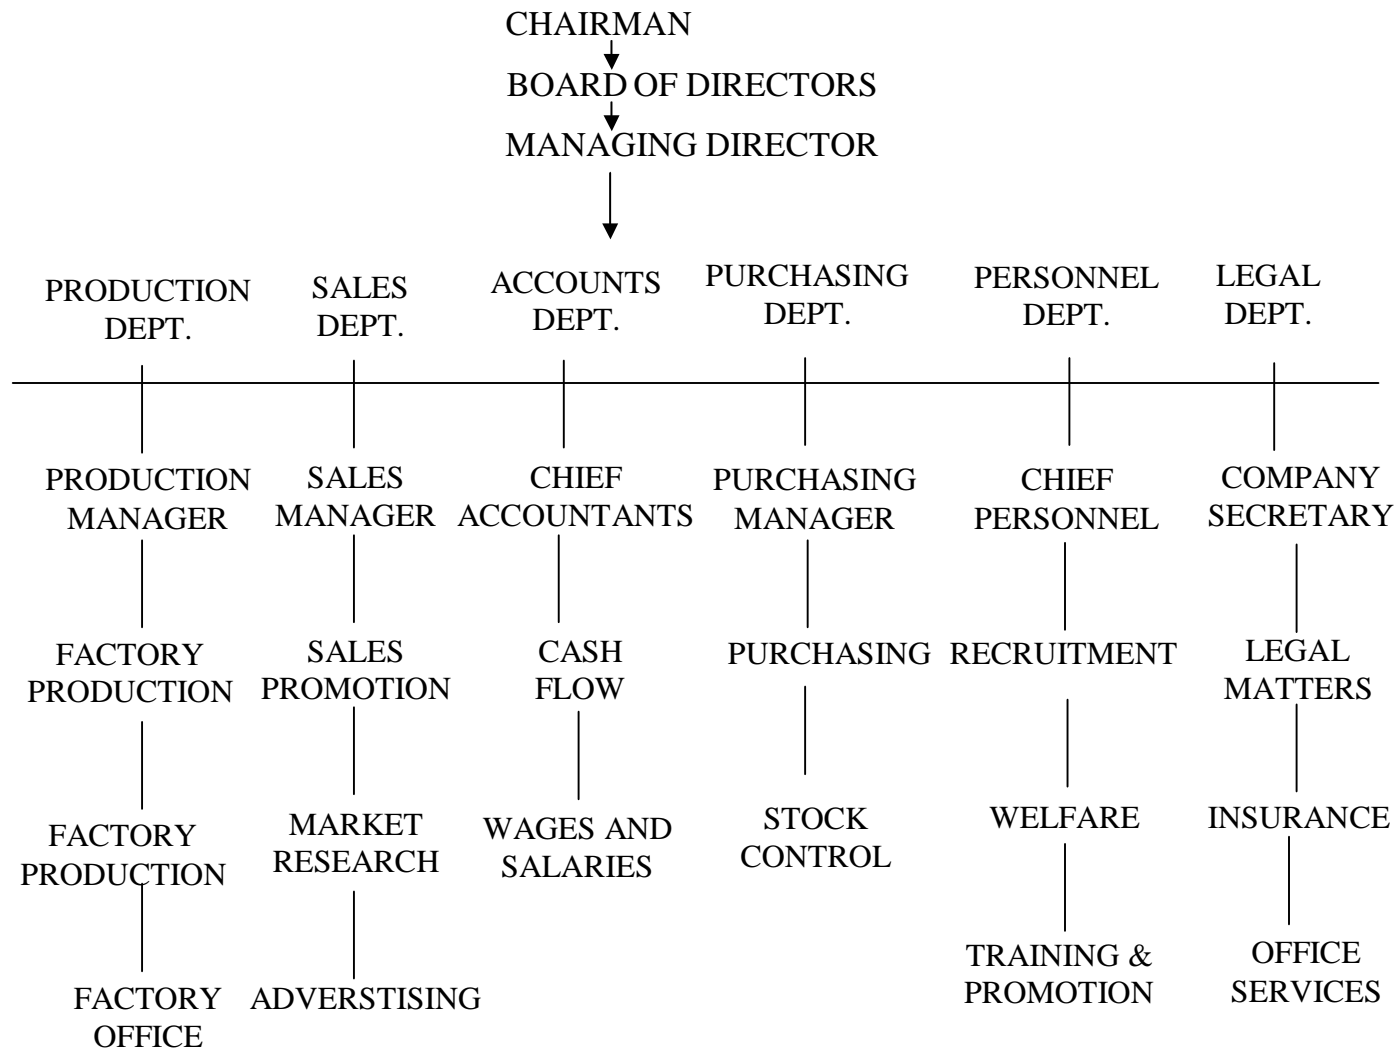 CHAIRMAN
BOARD OF DIRECTORS
MANAGING DIRECTOR
PRODUCTION
DEPT.
SALES
DEPT.
ACCOUNTS
DEPT.
PURCHASING
DEPT.
PERSONNEL
DEPT.
LEGAL
DEPT.
PRODUCTION
MANAGER
SALES
MANAGER
CHIEF
ACCOUNTANTS
PURCHASING
MANAGER
CHIEF
PERSONNEL
COMPANY
SECRETARY
FACTORY
PRODUCTION
SALES
PROMOTION
CASH
FLOW
PURCHASING
RECRUITMENT
LEGAL
MATTERS
FACTORY
PRODUCTION
MARKET
RESEARCH
WAGES AND
SALARIES
STOCK
CONTROL
WELFARE
INSURANCE
FACTORY
OFFICE
ADVERSTISING
TRAINING &
PROMOTION
OFFICE
SERVICES